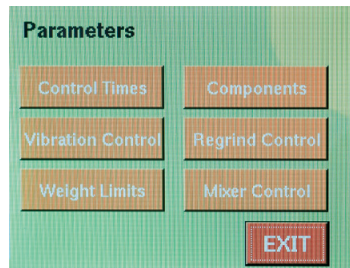 Parameters
Control Times
Components
Vibration Control
Regrind Control
Weight Limits
Mixer Control
EXIT